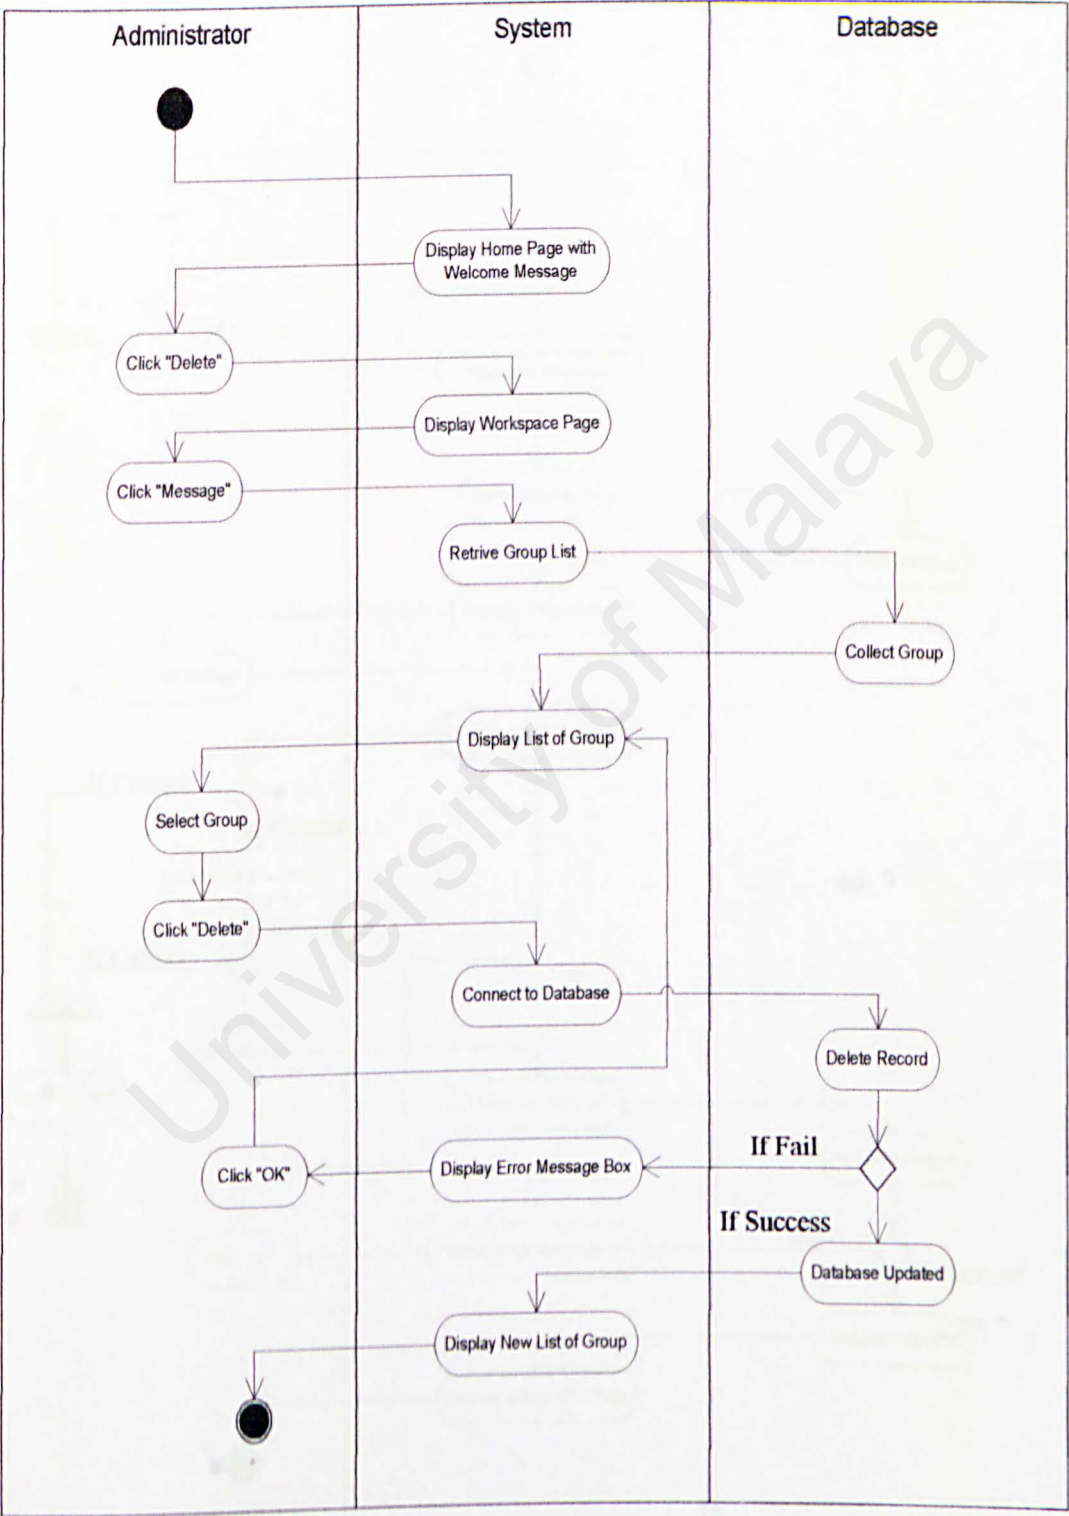 Administrator
System
Database
Display Home Page with
Welcome Message
Click "Delete"
Display Workspace Page
Click "Message"
Retrive Group List
Collect Group
Display List of Group
Select Group
Click "Delete"
Connect to Database
Delete Record
If Fail
Display Error Message Box
Click "OK"
If Success
Database Updated
Display New List of Group
University of Malaya